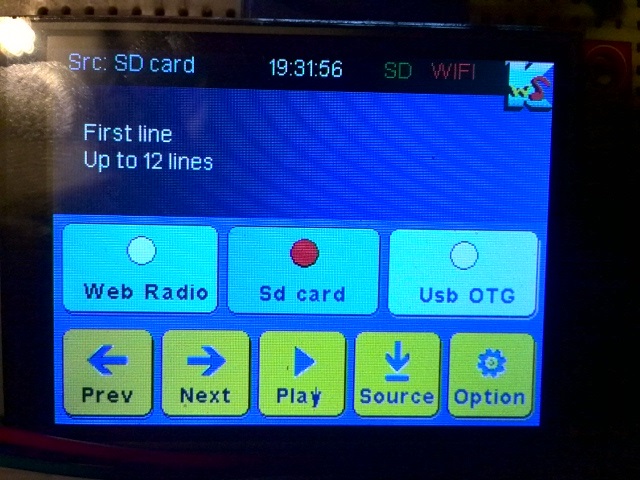 Src: SD card 19:31:56 SD WIFI
First line
Up to 12 lines
Web Radio Sd card Usb OTG
Prev Next Play Source Option